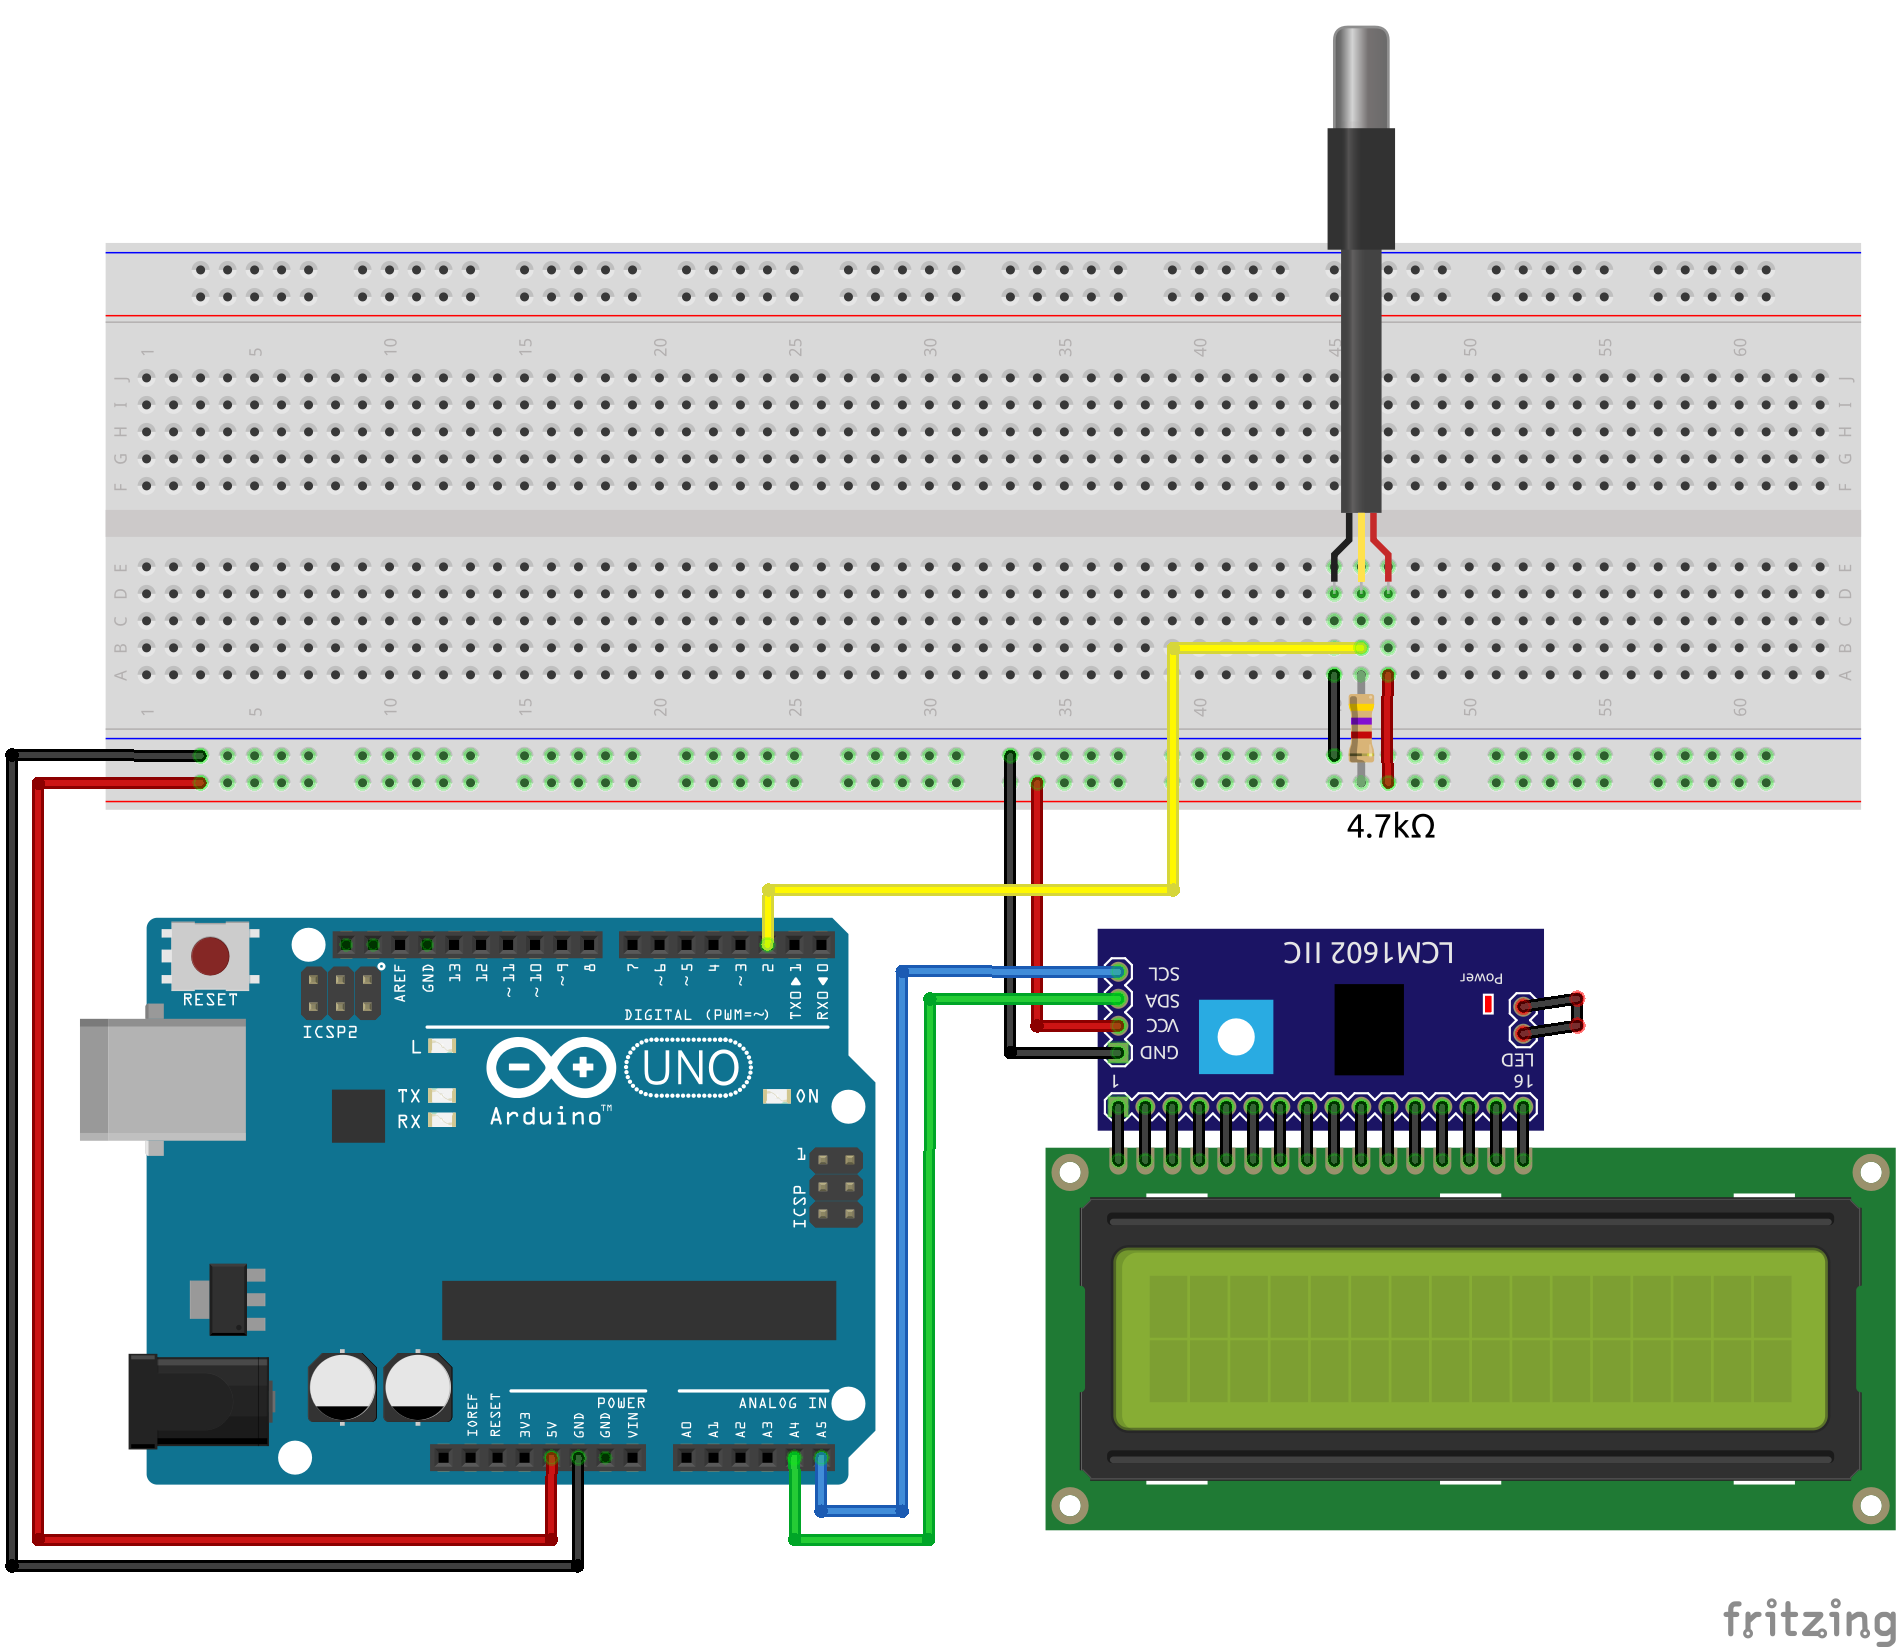 1 5 10 15 20 25 30 35 40 45 50 55 60
J J
I I
H H
G G
F F
E E
D D
C C
B B
A A
1 5 10 15 20 25 30 35 40 50 55 60
4.7kΩ
RESET
ICSP2
AREF
GND
13
12
~11
~10
~9
8
7
~6
~5
4
~3
2
TX0▶1
RX0◀0
DIGITAL (PWM=~)
L
TX
RX
UNO
Arduino™
ON
1
ICSP
POWER
ANALOG IN
IOREF
RESET
3V3
5V
GND
GND
VIN
A0
A1
A2
A3
A4
A5
LCM1602 IIC
SCL
SDA
VCC
GND
Power
LED
1
16
fritzing